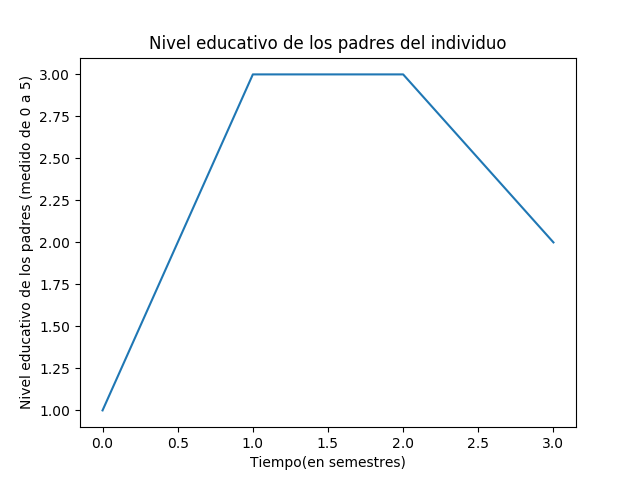 Nivel educativo de los padres del individuo
Nivel educativo de los padres (medido de 0 a 5)
3.00
2.75
2.50
2.25
2.00
1.75
1.50
1.25
1.00
0.0 0.5 1.0 1.5 2.0 2.5 3.0
Tiempo(en semestres)